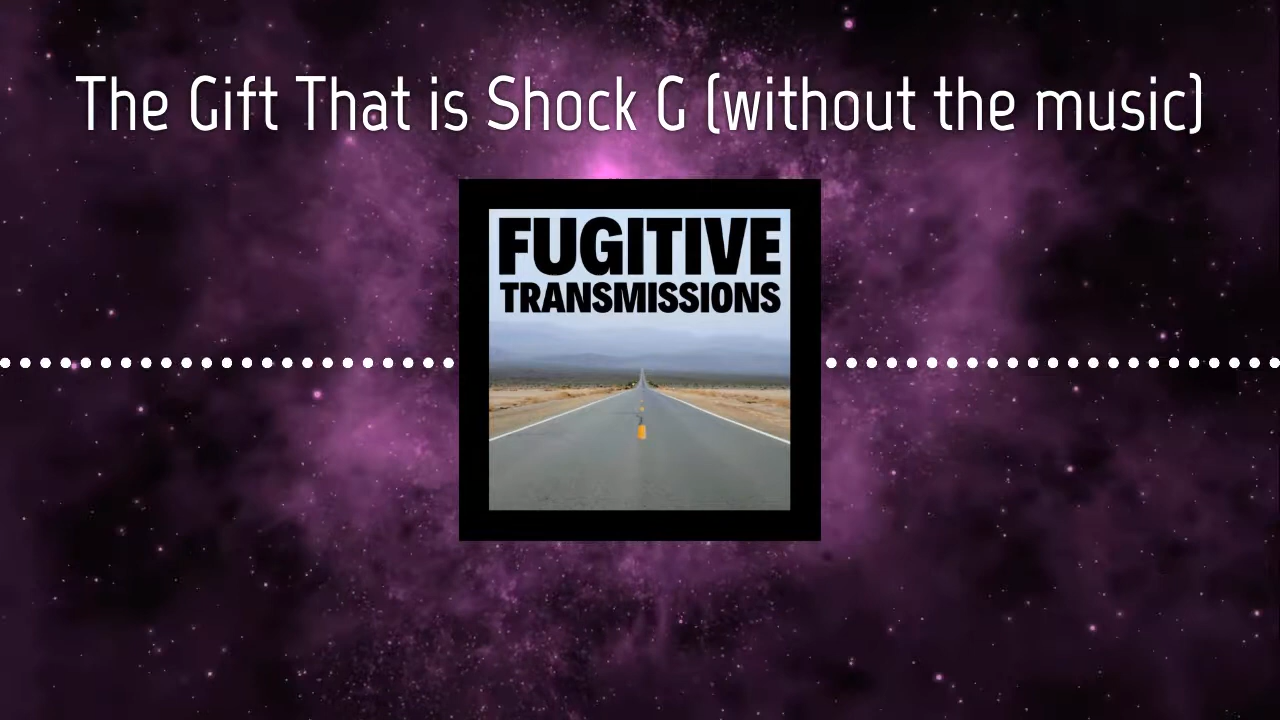 The Gift That is Shock G (without the music)
FUGITIVE
TRANSMISSIONS